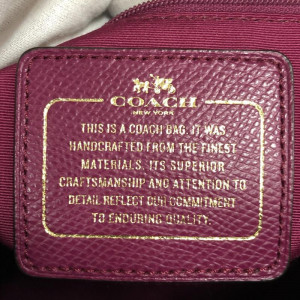 COACH
NEW YORK
THIS IS A COACH BAG. IT WAS
HANDCRAFTED FROM THE FINEST
MATERIALS. ITS SUPERIOR
CRAFTSMANSHIP AND ATTENTION TO
DETAIL REFLECT OUR COMMITMENT
TO ENDURING QUALITY.